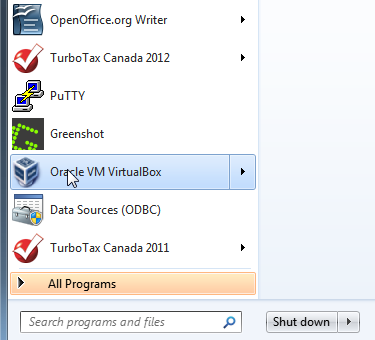 OpenOffice.org Writer
TurboTax Canada 2012
PuTTY
Greenshot
Oracle VM VirtualBox
Data Sources (ODBC)
TurboTax Canada 2011
All Programs
Search programs and files
Shut down